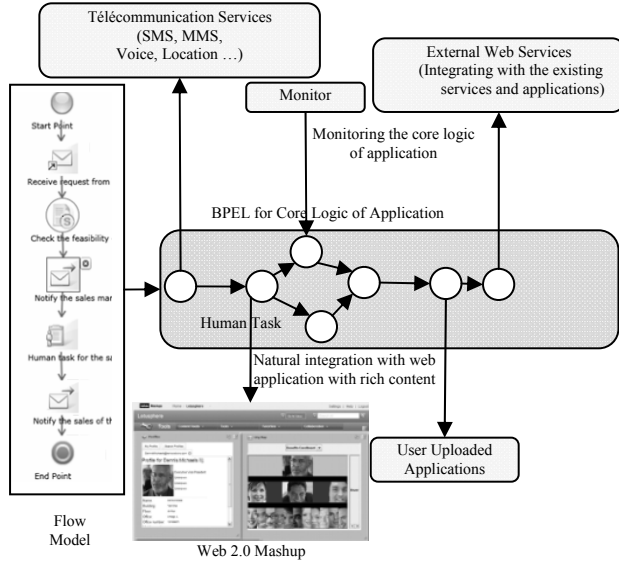 Télécommunication Services
(SMS, MMS,
Voice, Location …)
External Web Services
(Integrating with the existing
services and applications)
Monitor
Monitoring the core logic
of application
Start Point
Receive request from
Check the feasibility
Notify the sales mar
Human task for the sa
Notify the sales of th
End Point
Flow
Model
BPEL for Core Logic of Application
Human Task
Natural integration with web
application with rich content
User Uploaded
Applications
Web 2.0 Mashup